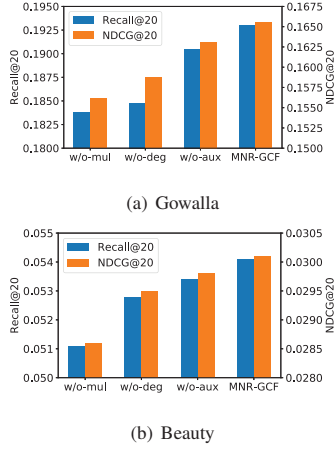 0.1950
0.1925
0.1900
0.1875
0.1850
0.1825
0.1800
Recall@20
Recall@20
NDCG@20
0.1675
0.1650
0.1625
0.1600
0.1575
0.1550
0.1525
0.1500
NDCG@20
w/o-mul w/o-deg w/o-aux MNR-GCF
(a) Gowalla
0.055
0.054
0.053
0.052
0.051
0.050
Recall@20
Recall@20
NDCG@20
0.0305
0.0300
0.0295
0.0290
0.0285
0.0280
NDCG@20
w/o-mul w/o-deg w/o-aux MNR-GCF
(b) Beauty